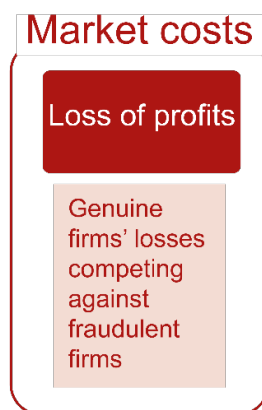 Market costs
Loss of profits
Genuine
firms’ losses
competing
against
fraudulent
firms